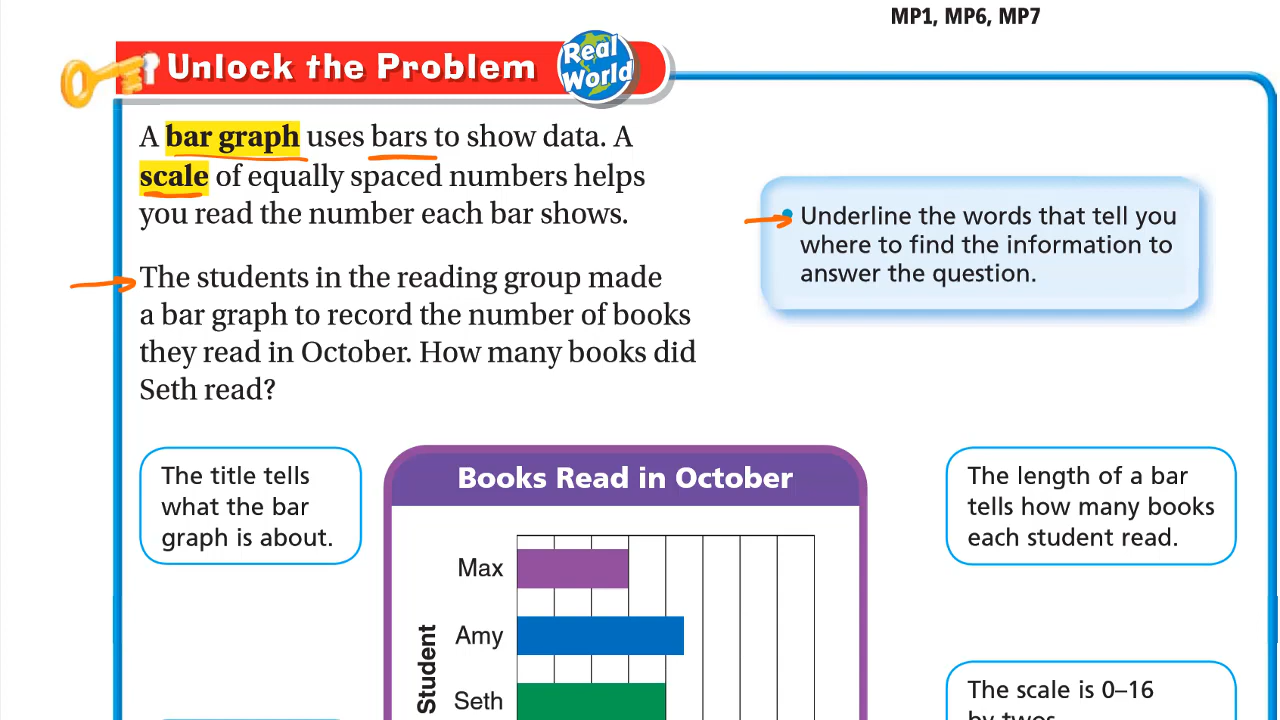 MP1, MP6, MP7
Unlock the Problem
Real
World
A bar graph uses bars to show data. A
scale of equally spaced numbers helps
you read the number each bar shows.
Underline the words that tell you
where to find the information to
answer the question.
The students in the reading group made
a bar graph to record the number of books
they read in October. How many books did
Seth read?
The title tells
what the bar
graph is about.
Books Read in October
The length of a bar
tells how many books
each student read.
Max
Amy
Student
Seth
The scale is 0–16
by twos